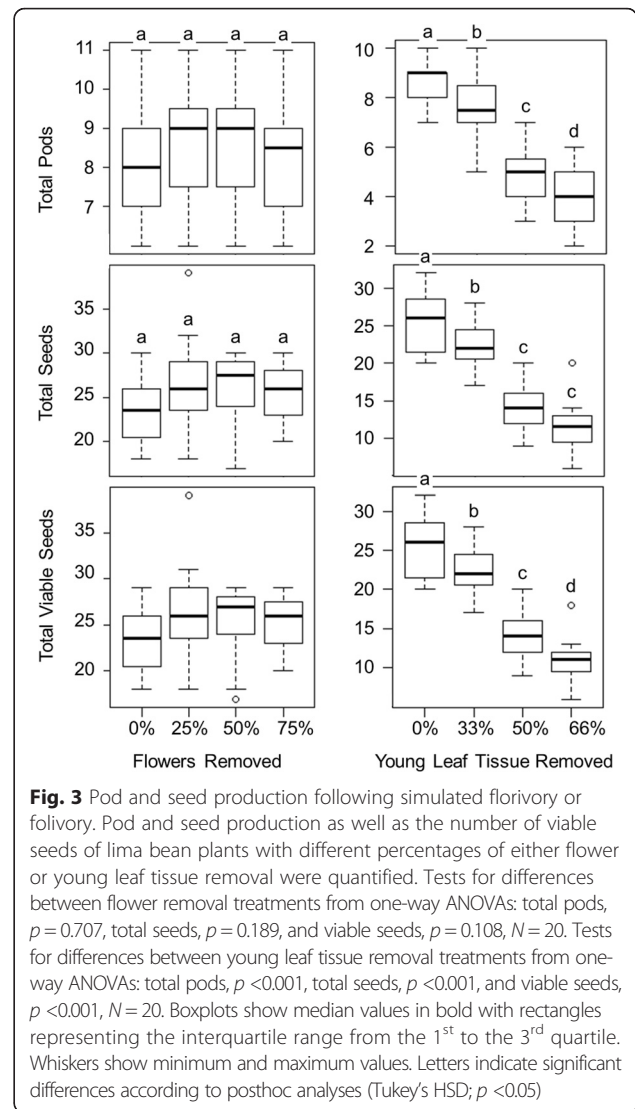 a a a a
11
10
9
8
7
Total Pods
a b c d
10
8
6
4
2
a a a a
35
30
25
20
Total Seeds
a b c c
30
25
20
15
10
35
30
25
20
Total Viable Seeds
a b c d
30
25
20
15
10
0% 25% 50% 75%
Flowers Removed
0% 33% 50% 66%
Young Leaf Tissue Removed
Fig. 3 Pod and seed production following simulated florivory or
folivory. Pod and seed production as well as the number of viable
seeds of lima bean plants with different percentages of either flower
or young leaf tissue removal were quantified. Tests for differences
between flower removal treatments from one-way ANOVAs: total pods,
p = 0.707, total seeds, p = 0.189, and viable seeds, p = 0.108, N = 20. Tests
for differences between young leaf tissue removal treatments from one-
way ANOVAs: total pods, p <0.001, total seeds, p <0.001, and viable seeds,
p <0.001, N = 20. Boxplots show median values in bold with rectangles
representing the interquartile range from the 1st to the 3rd quartile.
Whiskers show minimum and maximum values. Letters indicate significant
differences according to posthoc analyses (Tukey's HSD; p <0.05)